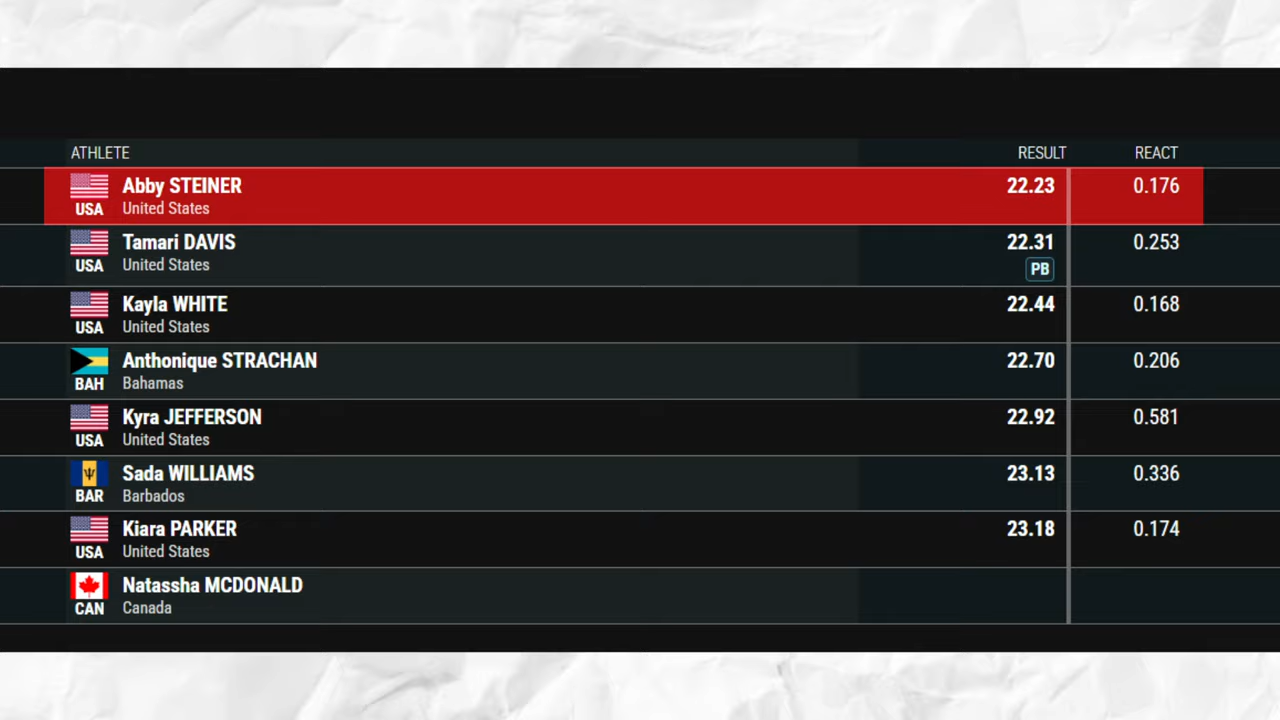 ATHLETE RESULT REACT
Abby STEINER 22.23 0.176
USA United States
Tamari DAVIS 22.31 0.253
USA United States PB
Kayla WHITE 22.44 0.168
USA United States
Anthonique STRACHAN 22.70 0.206
BAH Bahamas
Kyra JEFFERSON 22.92 0.581
USA United States
Sada WILLIAMS 23.13 0.336
BAR Barbados
Kiara PARKER 23.18 0.174
USA United States
Natassha MCDONALD
CAN Canada